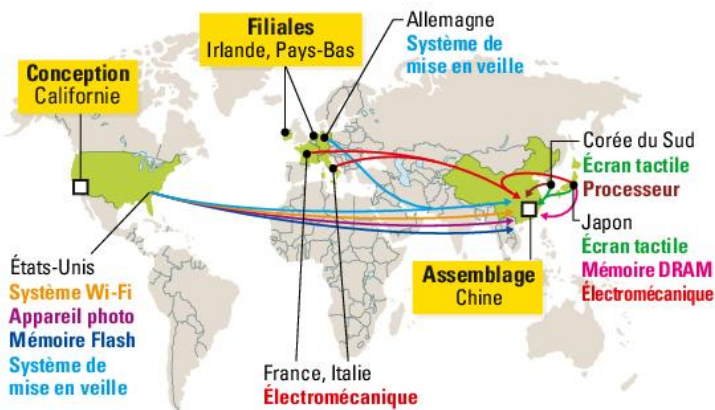 Filiales
Irlande, Pays-Bas
Allemagne
Système de
mise en veille
Conception
Californie
Corée du Sud
Écran tactile
Processeur
Japon
Écran tactile
Mémoire DRAM
Électromécanique
Assemblage
Chine
États-Unis
Système Wi-Fi
Appareil photo
Mémoire Flash
Système de
mise en veille
France, Italie
Électromécanique